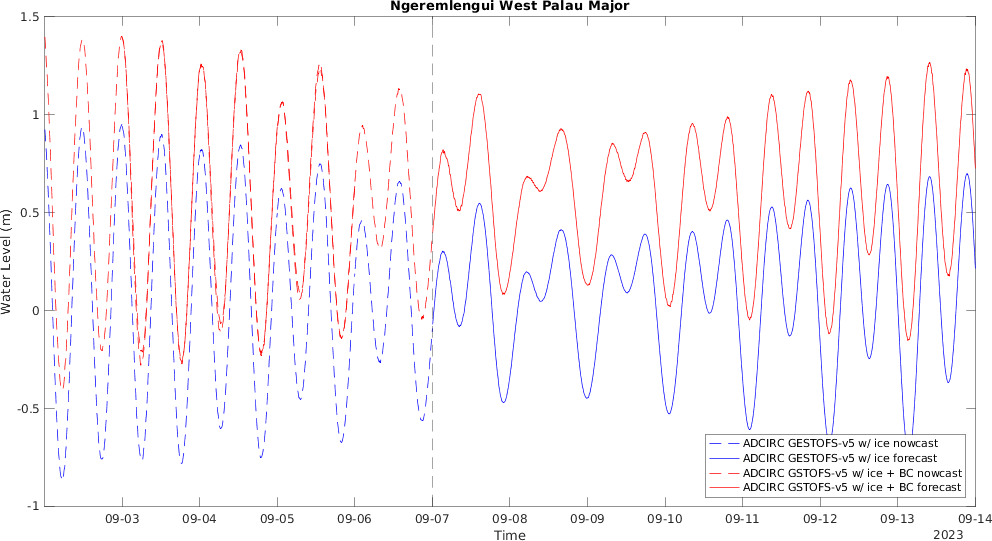 Ngeremlengui West Palau Major
Water Level (m)
1.5
1
0.5
0
-0.5
-1
09-03 09-04 09-05 09-06 09-07 09-08 09-09 09-10 09-11 09-12 09-13 09-14
Time
2023
ADCIRC GESTOFS-v5 w/ ice nowcast
ADCIRC GESTOFS-v5 w/ ice forecast
ADCIRC GSTOFS-v5 w/ ice + BC nowcast
ADCIRC GSTOFS-v5 w/ ice + BC forecast